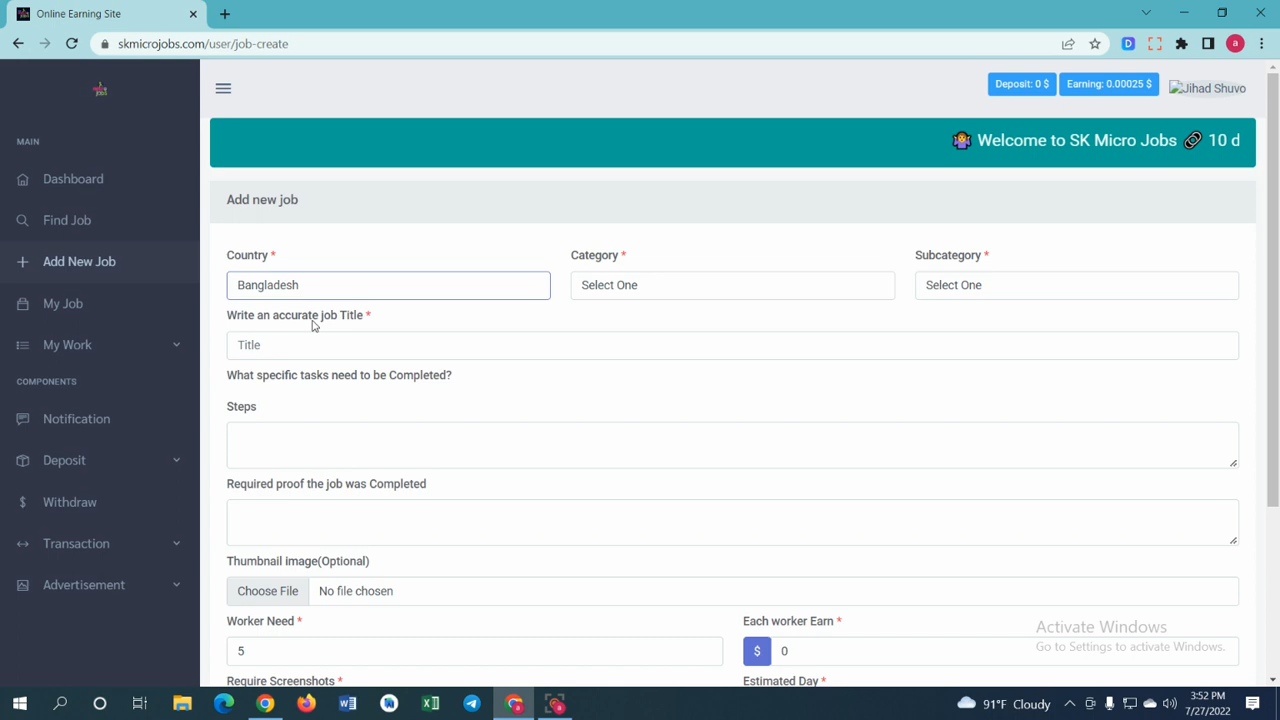 Online Earning Site
skmicrojobs.com/user/job-create
Deposit: 0 $
Earning: 0.00025 $
Jihad Shuvo
Welcome to SK Micro Jobs 10 d
MAIN
Dashboard
Find Job
Add New Job
My Job
My Work
COMPONENTS
Notification
Deposit
Withdraw
Transaction
Advertisement
Add new job
Country *
Category *
Subcategory *
Bangladesh
Select One
Select One
Write an accurate job Title *
Title
What specific tasks need to be Completed?
Steps
Required proof the job was Completed
Thumbnail image(Optional)
Choose File
No file chosen
Worker Need *
Each worker Earn *
5
$ 0
Require Screenshots *
Estimated Day *
Activate Windows
Go to Settings to activate Windows.
91°F Cloudy
3:52 PM
7/27/2022